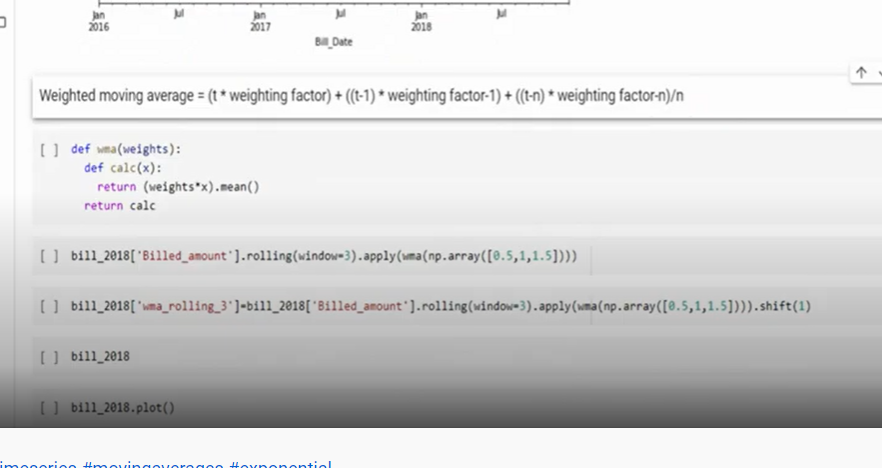 Jan Jul Jan Jul Jan Jul
2016 2017 2018
Bill_Date
Weighted moving average = (t * weighting factor) + ((t-1) * weighting factor-1) + ((t-n) * weighting factor-n)/n
[ ] def wma(weights):
def calc(x):
return (weights*x).mean()
return calc
[ ] bill_2018['Billed_amount'].rolling(window=3).apply(wma(np.array([0.5,1,1.5])))
[ ] bill_2018['wma_rolling_3']=bill_2018['Billed_amount'].rolling(window=3).apply(wma(np.array([0.5,1,1.5]))).shift(1)
[ ] bill_2018
[ ] bill_2018.plot()
#movingaverages #exponential